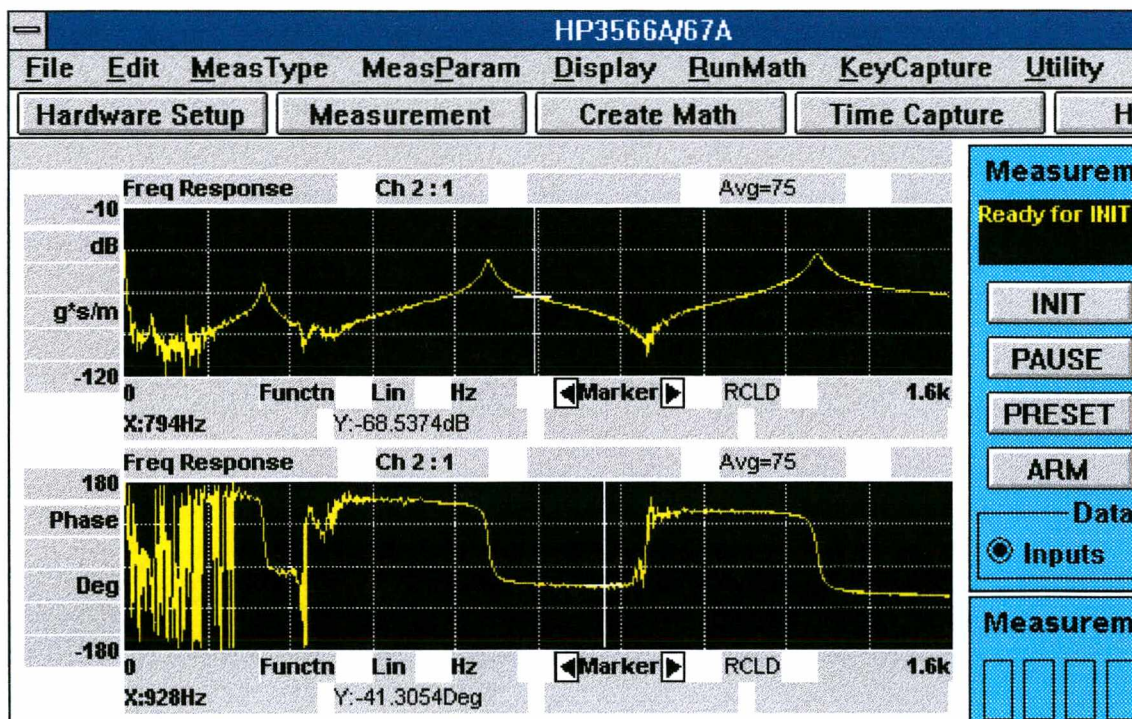 HP3566A/67A
File Edit MeasType MeasParam Display RunMath KeyCapture Utility
Hardware Setup Measurement Create Math Time Capture H
Freq Response Ch 2 : 1 Avg=75
-10
dB
g*s/m
-120
0 Functn Lin Hz Marker RCLD 1.6k
X:794Hz Y:-68.5374dB
Freq Response Ch 2 : 1 Avg=75
180
Phase
Deg
-180
0 Functn Lin Hz Marker RCLD 1.6k
X:928Hz Y:-41.3054Deg
Measurem
Ready for INIT
INIT
PAUSE
PRESET
ARM
Data
Inputs
Measurem